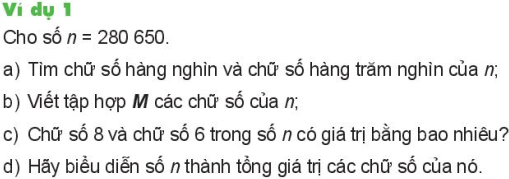 Ví dụ 1
Cho số n = 280 650.
a) Tìm chữ số hàng nghìn và chữ số hàng trăm nghìn của n;
b) Viết tập hợp M các chữ số của n;
c) Chữ số 8 và chữ số 6 trong số n có giá trị bằng bao nhiêu?
d) Hãy biểu diễn số n thành tổng giá trị các chữ số của nó.